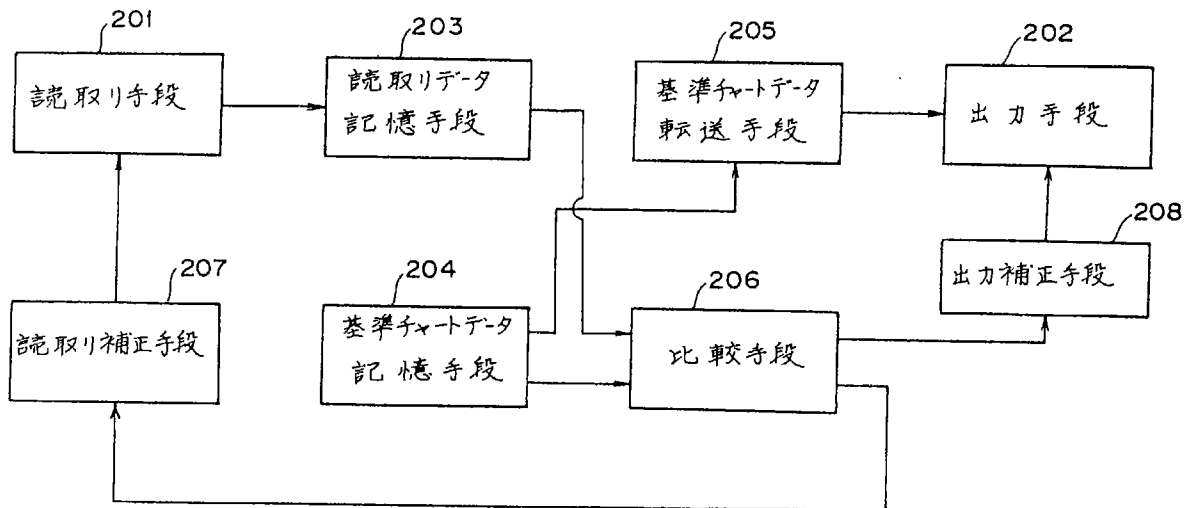 201
読取り手段
203
読取りデータ
記憶手段
205
基準チャートデータ
転送手段
202
出力手段
207
読取り補正手段
204
基準チャートデータ
記憶手段
206
比較手段
208
出力補正手段